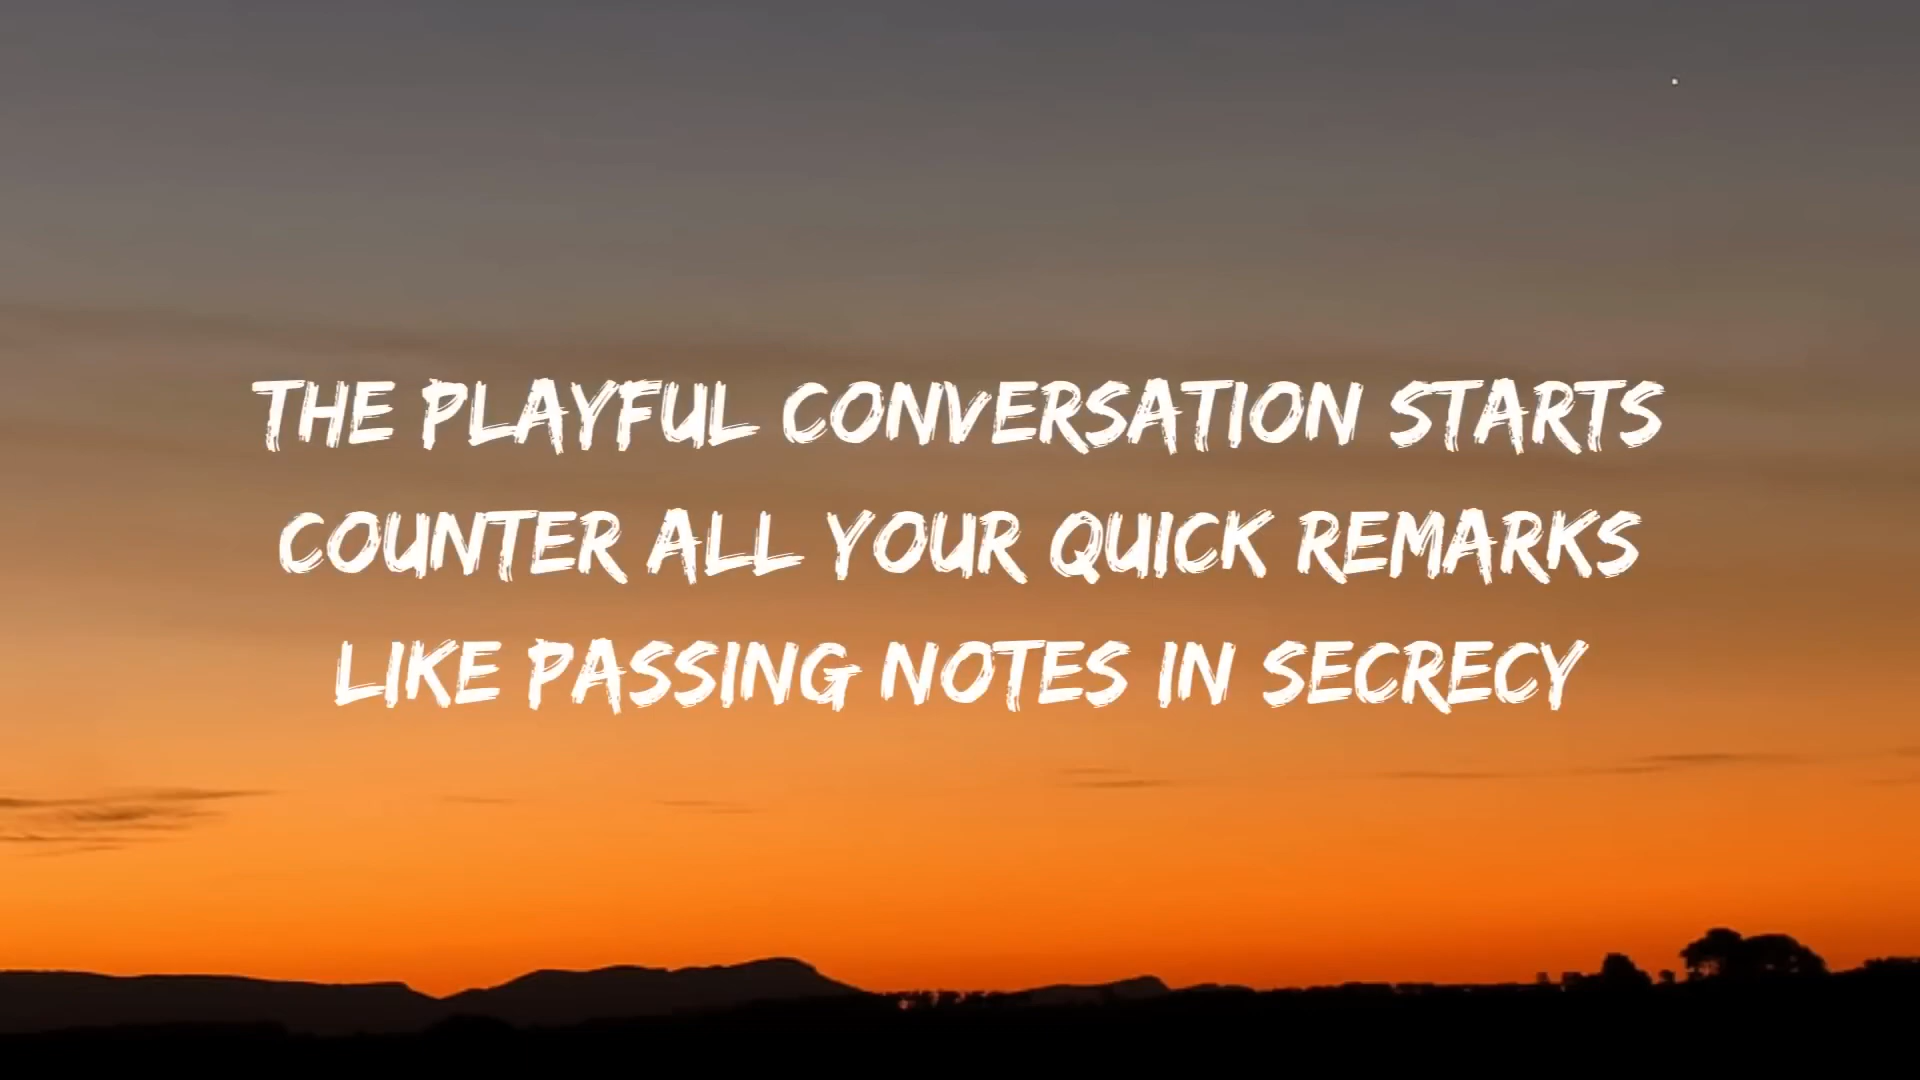 THE PLAYFUL CONVERSATION STARTS
COUNTER ALL YOUR QUICK REMARKS
LIKE PASSING NOTES IN SECRECY